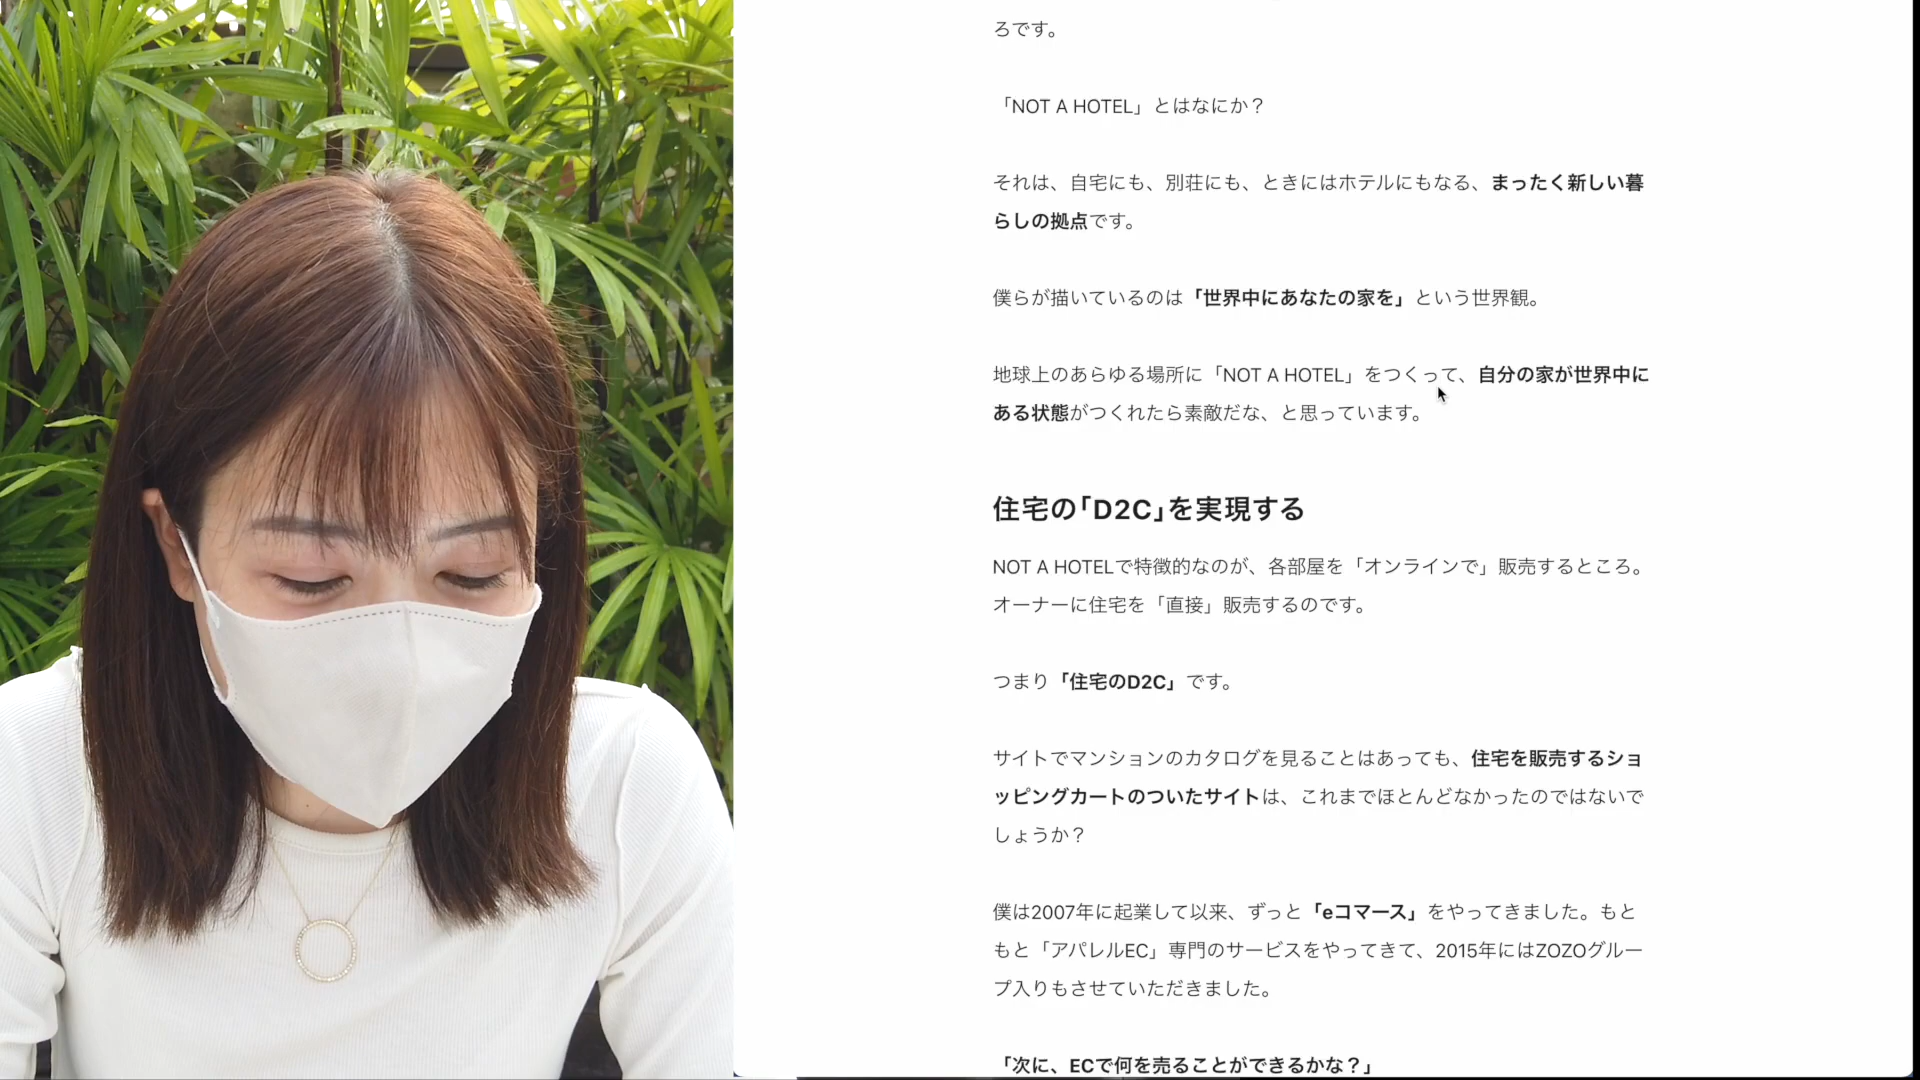 ろです。
「NOT A HOTEL」とはなにか？
それは、自宅にも、別荘にも、ときにはホテルにもなる、まったく新しい暮
らしの拠点です。
僕らが描いているのは「世界中にあなたの家を」という世界観。
地球上のあらゆる場所に「NOT A HOTEL」をつくって、自分の家が世界中に
ある状態がつくれたら素敵だな、と思っています。
住宅の「D2C」を実現する
NOT A HOTELで特徴的なのが、各部屋を「オンラインで」販売するところ。
オーナーに住宅を「直接」販売するのです。
つまり「住宅のD2C」です。
サイトでマンションのカタログを見ることはあっても、住宅を販売するショ
ッピングカートのついたサイトは、これまでほとんどなかったのではないで
しょうか？
僕は2007年に起業して以来、ずっと「eコマース」をやってきました。もと
もと「アパレルEC」専門のサービスをやってきて、2015年にはZOZOグルー
プ入りもさせていただきました。
「次に、ECで何を売ることができるかな？」